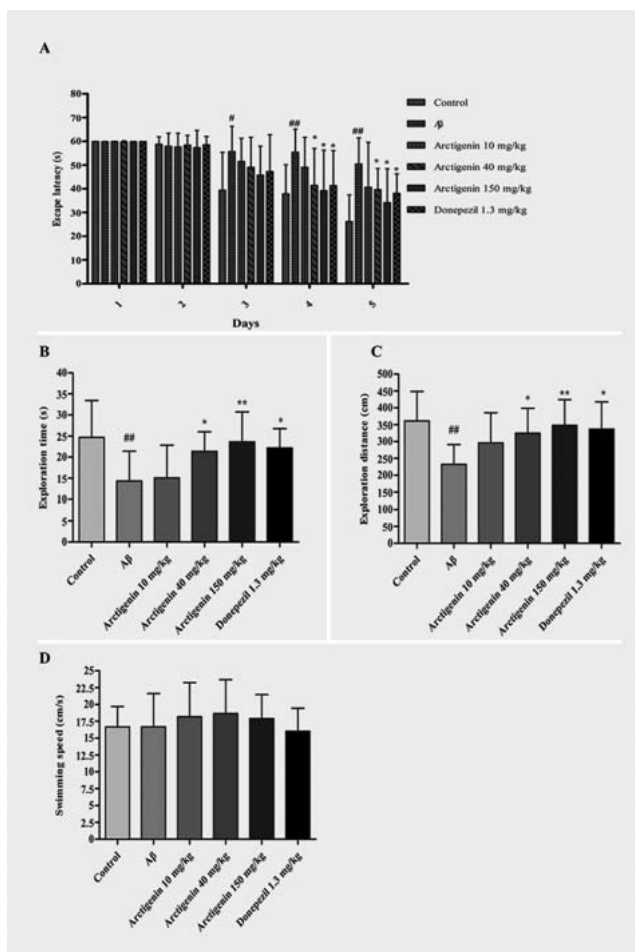 A
Escape latency (s)
80
70
60
50
40
30
20
10
0
#
##
*
*
*
##
*
*
*
1
2
3
4
5
Days
Control
Aβ
Arctigenin 10 mg/kg
Arctigenin 40 mg/kg
Arctigenin 150 mg/kg
Donepezil 1.3 mg/kg
B
Exploration time (s)
40
35
30
25
20
15
10
5
0
##
*
**
*
Control
Aβ
Arctigenin 10 mg/kg
Arctigenin 40 mg/kg
Arctigenin 150 mg/kg
Donepezil 1.3 mg/kg
C
Exploration distance (cm)
500
450
400
350
300
250
200
150
100
50
0
##
*
**
*
Control
Aβ
Arctigenin 10 mg/kg
Arctigenin 40 mg/kg
Arctigenin 150 mg/kg
Donepezil 1.3 mg/kg
D
Swimming speed (cm/s)
25
22.5
17.5
15
12.5
7.5
5
2.5
0
Control
Aβ
Arctigenin 10 mg/kg
Arctigenin 40 mg/kg
Arctigenin 150 mg/kg
Donepezil 1.3 mg/kg